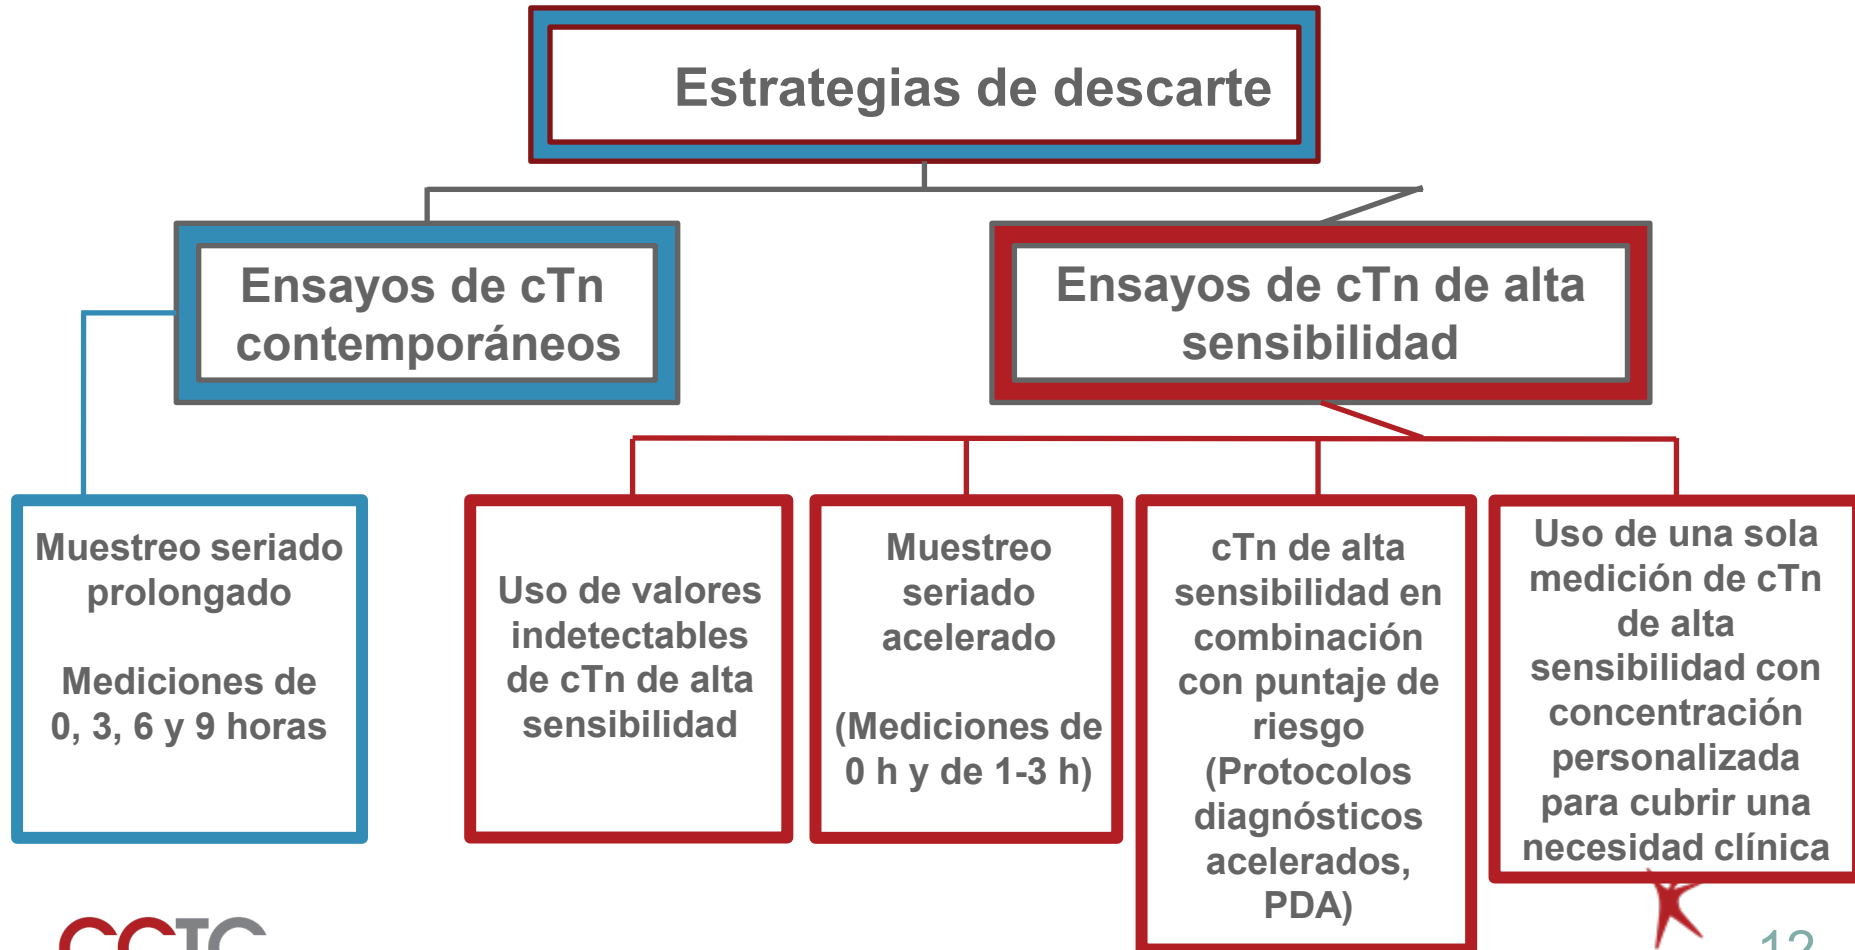 Estrategias de descarte
Ensayos de cTn
contemporáneos
Ensayos de cTn de alta
sensibilidad
Muestreo seriado
prolongado
Mediciones de
0, 3, 6 y 9 horas
Uso de valores
indetectables
de cTn de alta
sensibilidad
Muestreo
seriado
acelerado
(Mediciones de
0 h y de 1-3 h)
cTn de alta
sensibilidad en
combinación
con puntaje de
riesgo
(Protocolos
diagnósticos
acelerados,
PDA)
Uso de una sola
medición de cTn
de alta
sensibilidad con
concentración
personalizada
para cubrir una
necesidad clínica
12